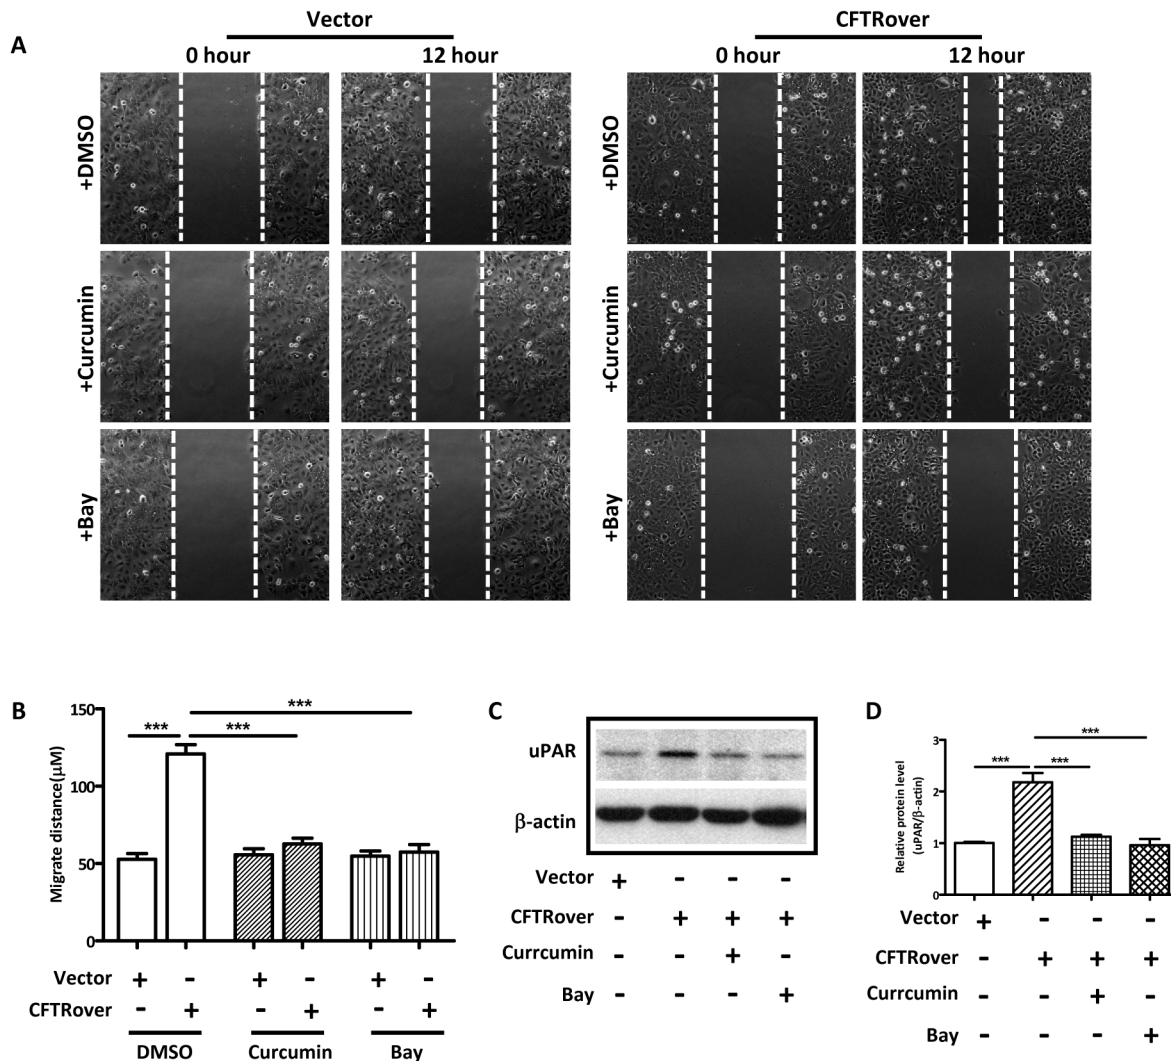 A
Vector
CFTRover
0 hour
12 hour
0 hour
12 hour
+DMSO
+Curcumin
+Bay
+DMSO
+Curcumin
+Bay
B
Migrate distance(μM)
150
100
50
0
***
***
***
Vector + - + - + -
CFTRover - + - + - +
DMSO Curcumin Bay
C
uPAR
β-actin
Vector + - - -
CFTRover - + + +
Currcumin - - + -
Bay - - - +
D
Relative protein level
(uPAR/β-actin)
3
2
1
0
***
***
***
Vector + - - -
CFTRover - + + +
Currcumin - - + -
Bay - - - +